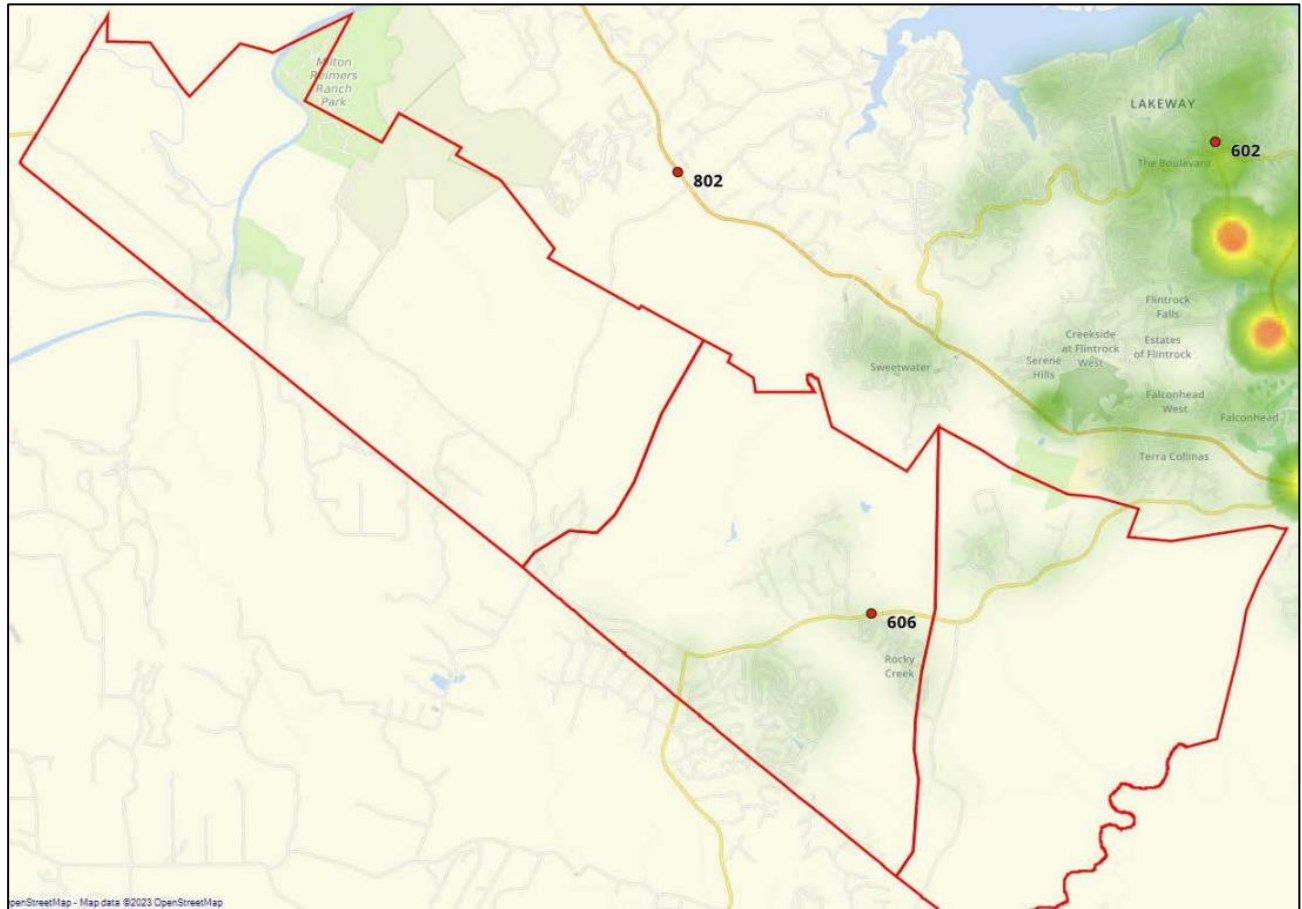 Milton
Reimers
Ranch
Park
LAKEWAY
602
The Boulevard
802
Flintrock
Falls
Creekside
at Flintrock
West
Estates
of Flintrock
Serene
Hills
Sweetwater
Falconhead
West
Falconhead
Terra Collinas
606
Rocky
Creek
penStreetMap - Map data ©2023 OpenStreetMap